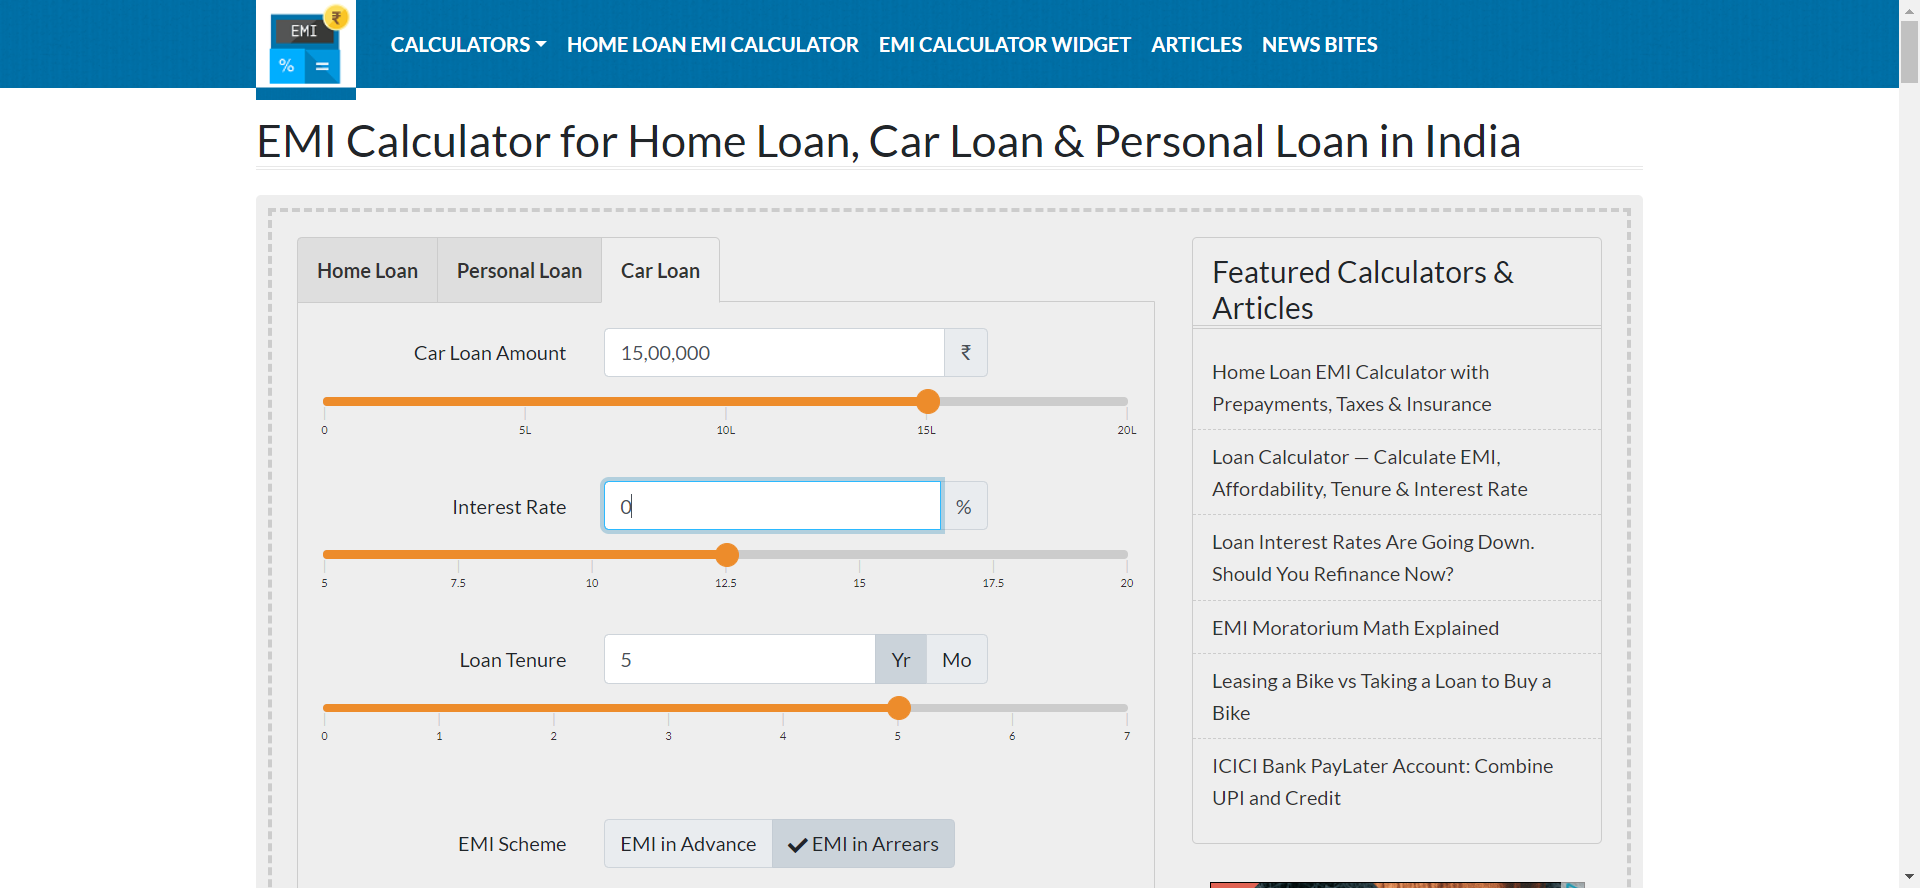 EMI
₹
%
=
CALCULATORS
HOME LOAN EMI CALCULATOR
EMI CALCULATOR WIDGET
ARTICLES
NEWS BITES
EMI Calculator for Home Loan, Car Loan & Personal Loan in India
Home Loan
Personal Loan
Car Loan
Car Loan Amount
15,00,000
₹
0
5L
10L
15L
20L
Interest Rate
0
%
5
7.5
10
12.5
15
17.5
20
Loan Tenure
5
Yr
Mo
0
1
2
3
4
5
6
7
EMI Scheme
EMI in Advance
EMI in Arrears
Featured Calculators &
Articles
Home Loan EMI Calculator with
Prepayments, Taxes & Insurance
Loan Calculator — Calculate EMI,
Affordability, Tenure & Interest Rate
Loan Interest Rates Are Going Down.
Should You Refinance Now?
EMI Moratorium Math Explained
Leasing a Bike vs Taking a Loan to Buy a
Bike
ICICI Bank PayLater Account: Combine
UPI and Credit